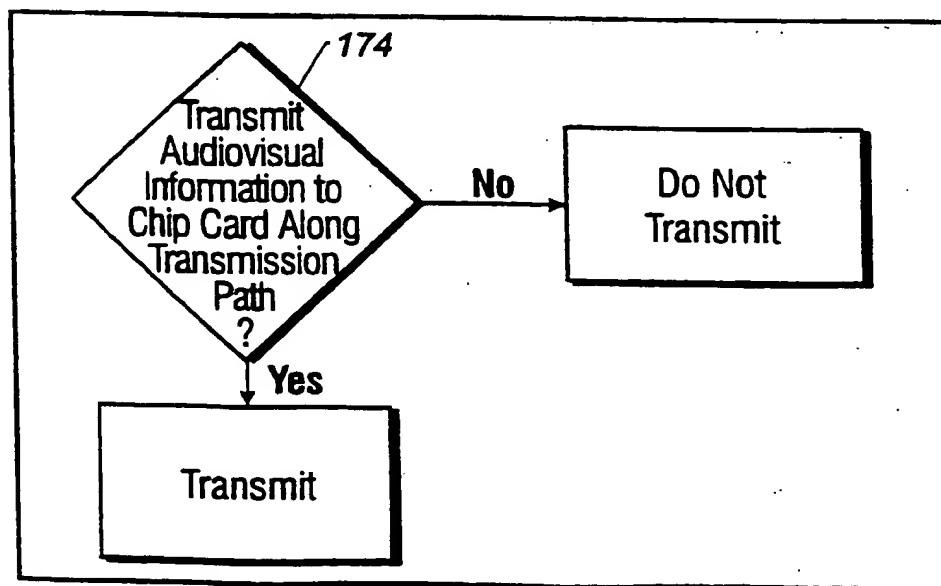 174
Transmit
Audiovisual
Information to
Chip Card Along
Transmission
Path
?
No
Do Not
Transmit
Yes
Transmit